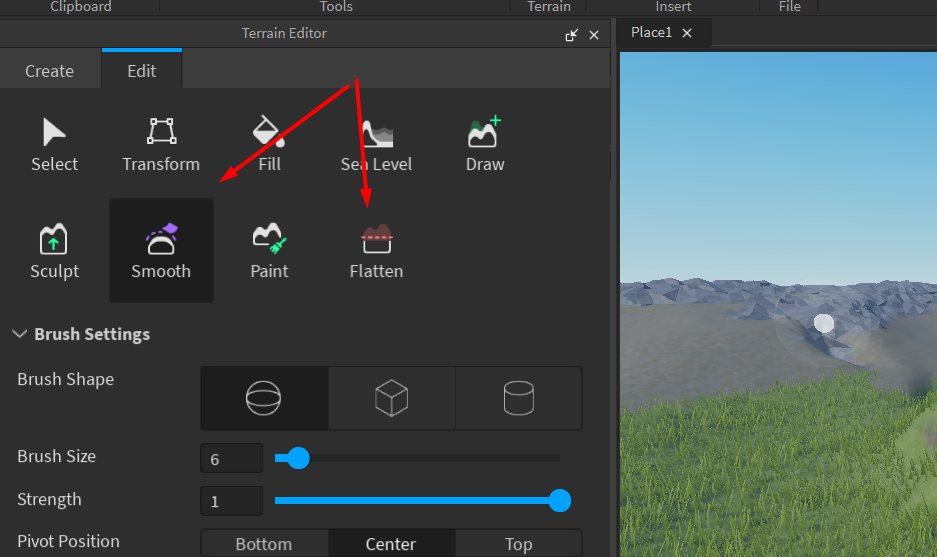 Clipboard Tools Terrain Insert File
Terrain Editor
Place1
Create Edit
Select Transform Fill Sea Level Draw
Sculpt Smooth Paint Flatten
Brush Settings
Brush Shape
Brush Size 6
Strength 1
Pivot Position Bottom Center Top